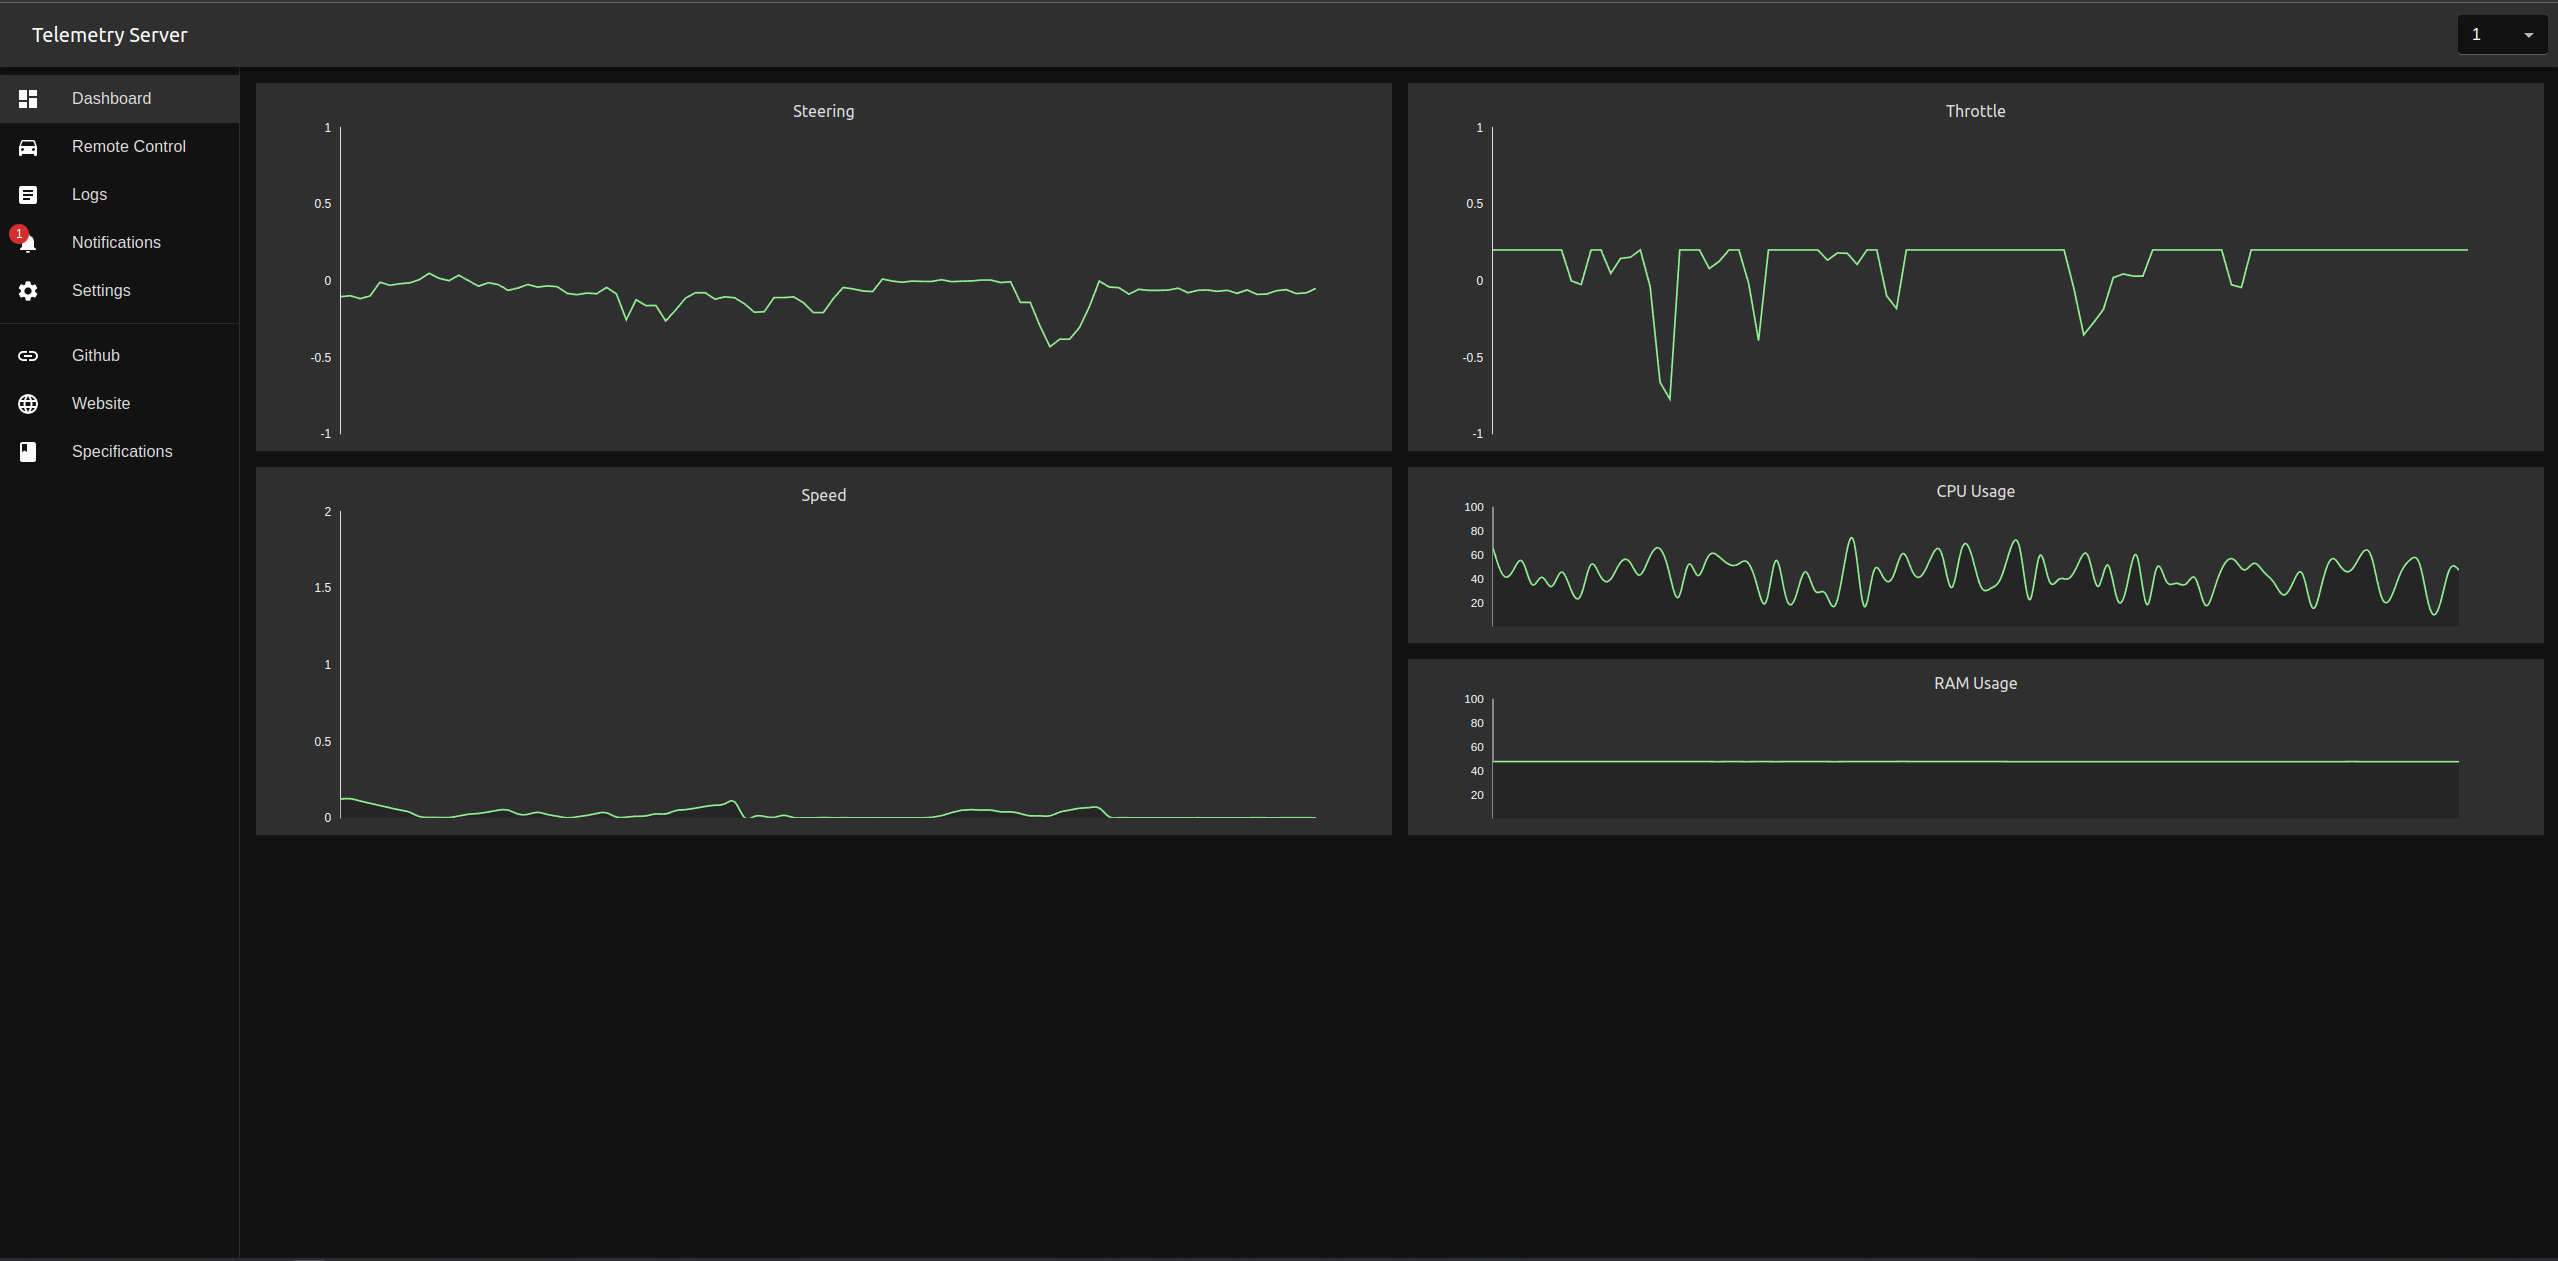 Telemetry Server
1
Dashboard
Remote Control
Logs
1
Notifications
Settings
Github
Website
Specifications
Steering
1
0.5
0
-0.5
-1
Throttle
1
0.5
0
-0.5
-1
Speed
2
1.5
1
0.5
0
CPU Usage
100
80
60
40
20
RAM Usage
100
80
60
40
20